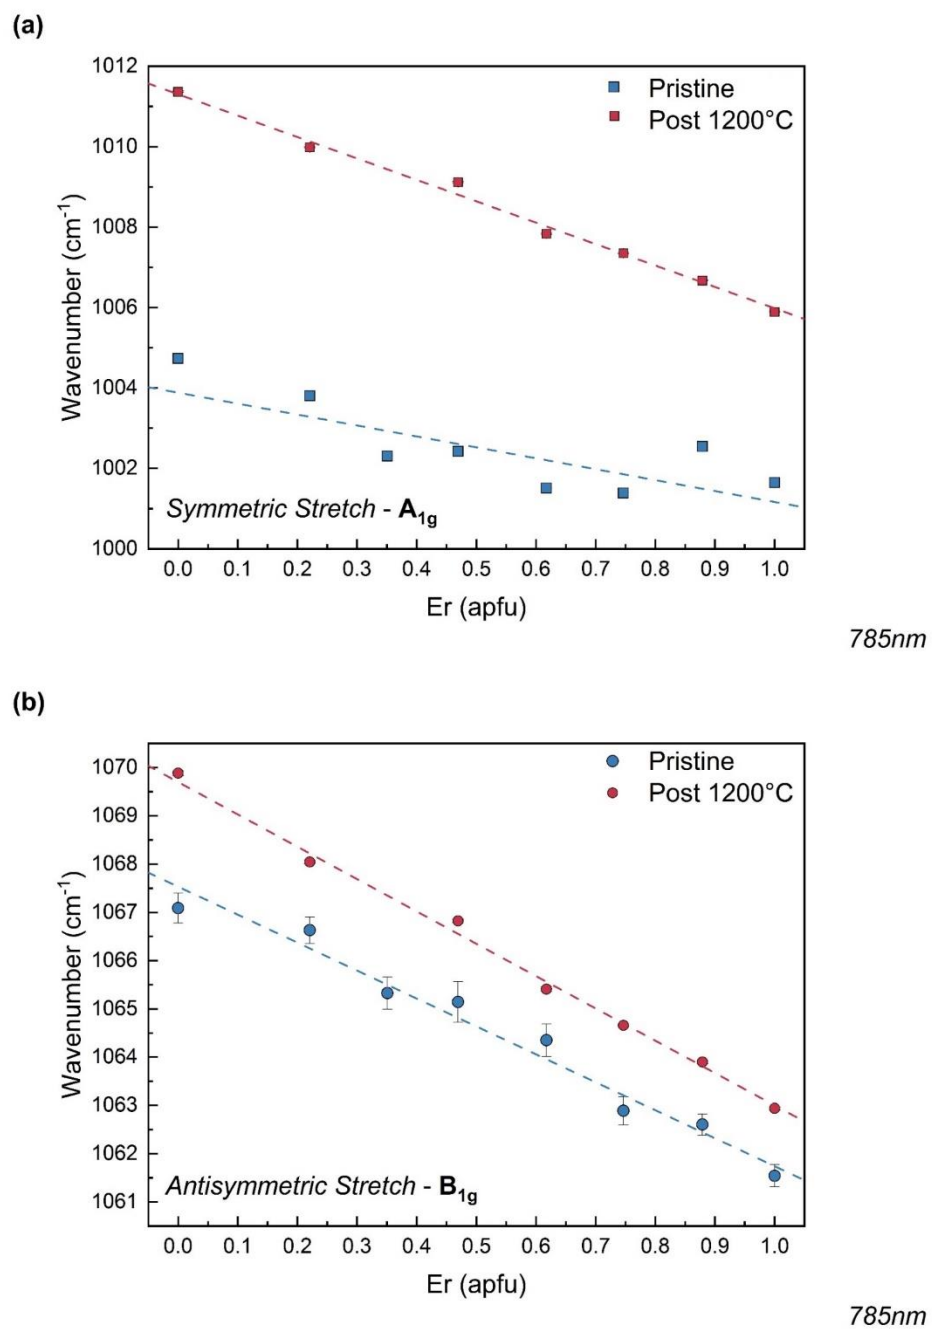 (a)
1012
1010
1008
1006
1004
1002
1000
Wavenumber (cm-1)
Pristine
Post 1200°C
Symmetric Stretch - A1g
0.0 0.1 0.2 0.3 0.4 0.5 0.6 0.7 0.8 0.9 1.0
Er (apfu)
785nm
(b)
1070
1069
1068
1067
1066
1065
1064
1063
1062
1061
Wavenumber (cm-1)
Pristine
Post 1200°C
Antisymmetric Stretch - B1g
0.0 0.1 0.2 0.3 0.4 0.5 0.6 0.7 0.8 0.9 1.0
Er (apfu)
785nm